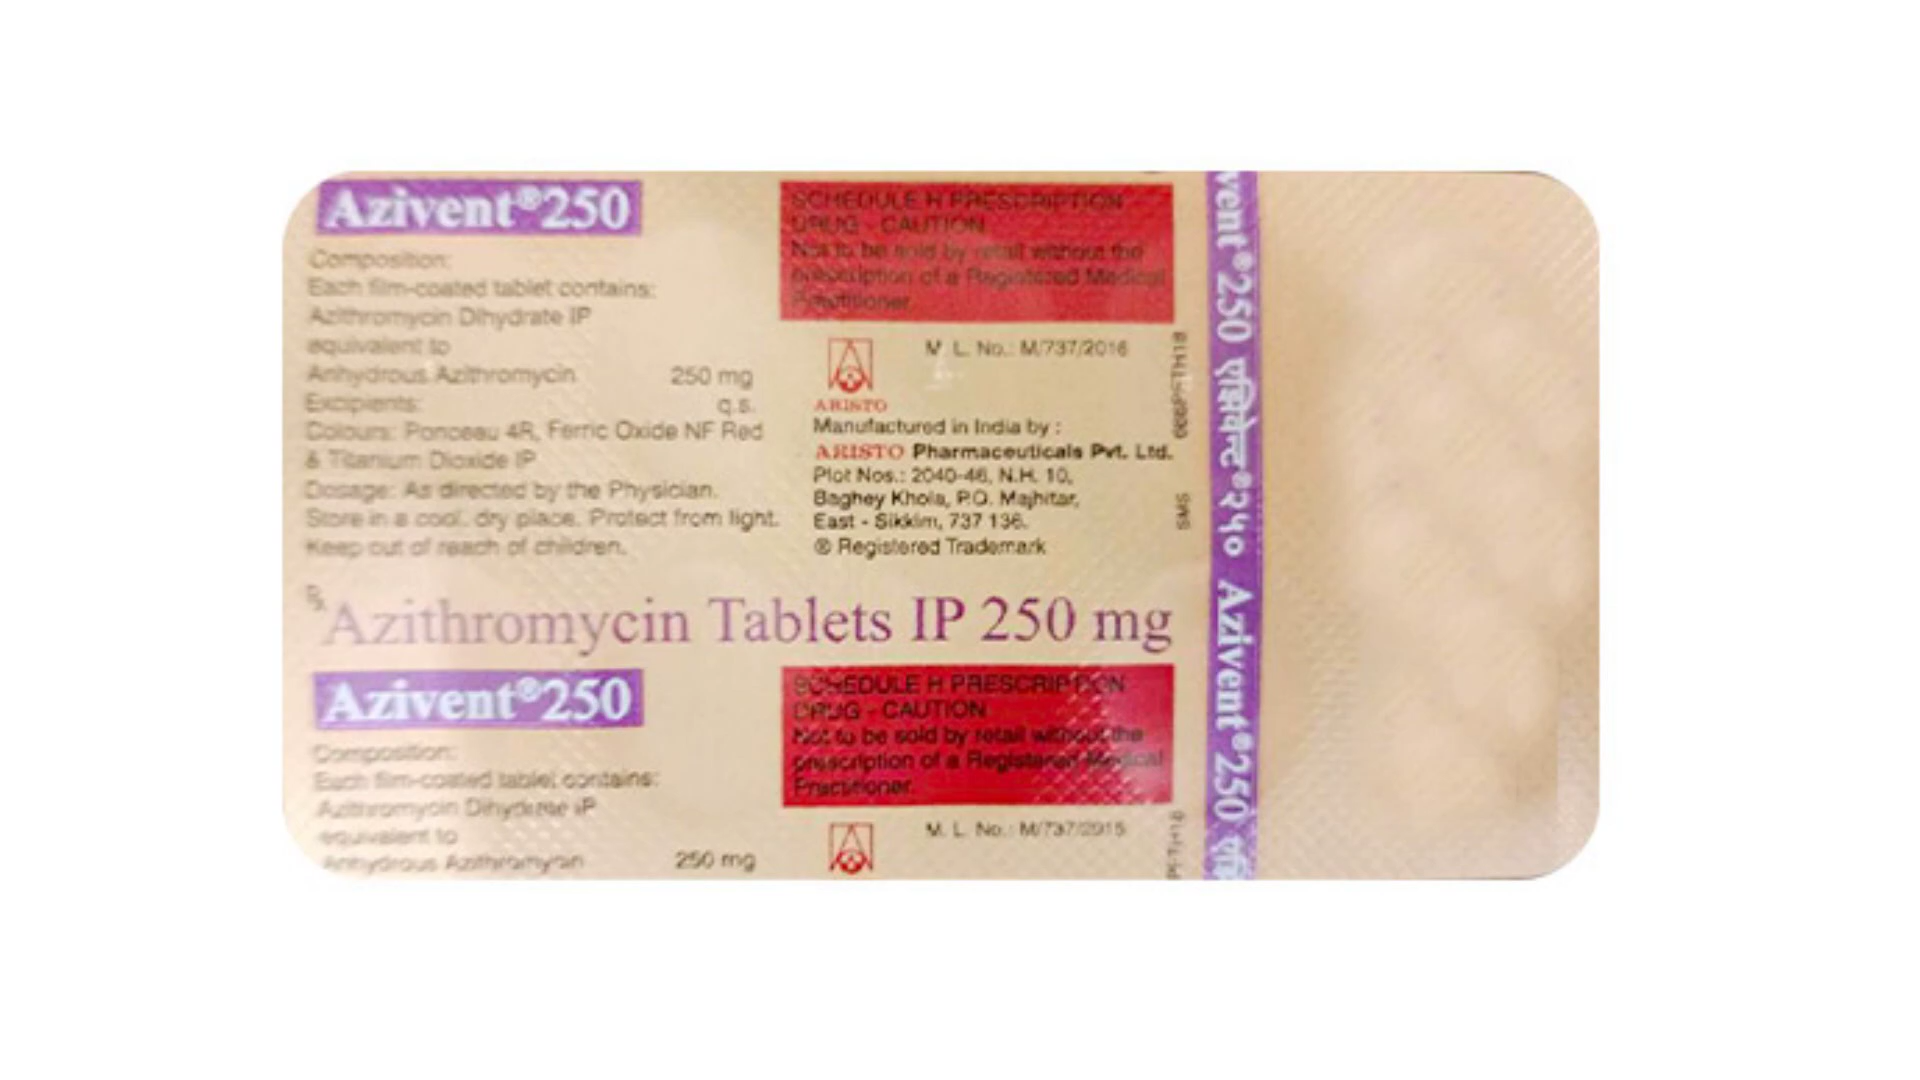 Azivent®250
Composition:
Each film-coated tablet contains:
Azithromycin Dihydrate IP
equivalent to
Anhydrous Azithromycin 250 mg
Excipients: q.s.
Colours: Ponceau 4R, Ferric Oxide NF Red
& Titanium Dioxide IP
Dosage: As directed by the Physician.
Store in a cool, dry place. Protect from light.
Keep out of reach of children.
SCHEDULE H PRESCRIPTION
DRUG - CAUTION
Not to be sold by retail without the
prescription of a Registered Medical
Practitioner.
M. L. No.: M/737/2016
ARISTO
Manufactured in India by :
ARISTO Pharmaceuticals Pvt. Ltd.
Plot Nos.: 2040-46, N.H. 10,
Baghey Khola, P.O. Majhitar,
East - Sikkim, 737 136.
® Registered Trademark
SMS
℞ Azithromycin Tablets IP 250 mg
Azivent®250
Composition:
Each film-coated tablet contains:
Azithromycin Dihydrate IP
equivalent to
Anhydrous Azithromycin 250 mg
SCHEDULE H PRESCRIPTION
DRUG - CAUTION
Not to be sold by retail without the
prescription of a Registered Medical
Practitioner.
M. L. No.: M/737/2015
vent®250 एज़िवेन्ट®२५० Azivent®250